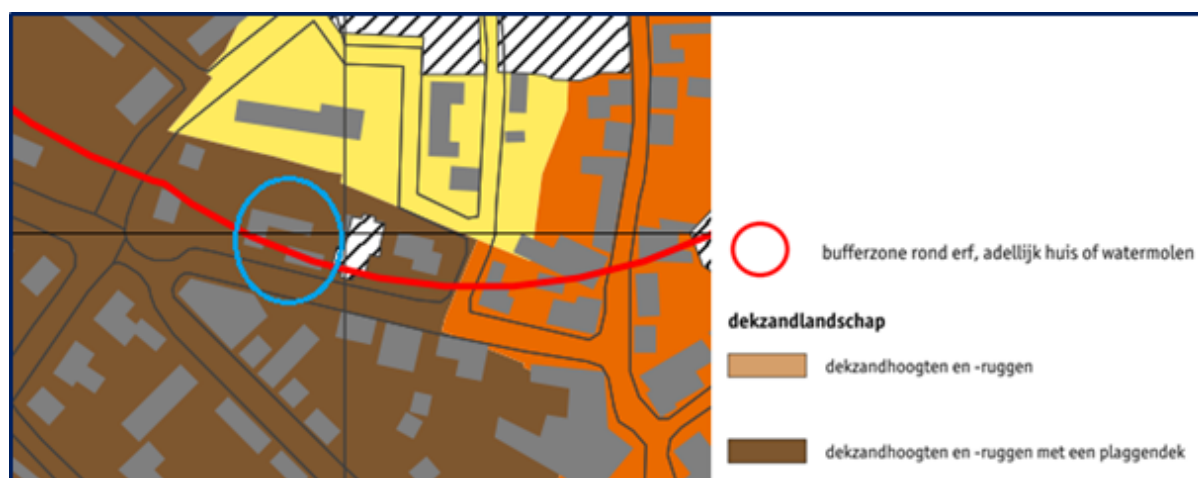 bufferzone rond erf, adellijk huis of watermolen
dekzandlandschap
dekzandhoogten en -ruggen
dekzandhoogten en -ruggen met een plaggendek